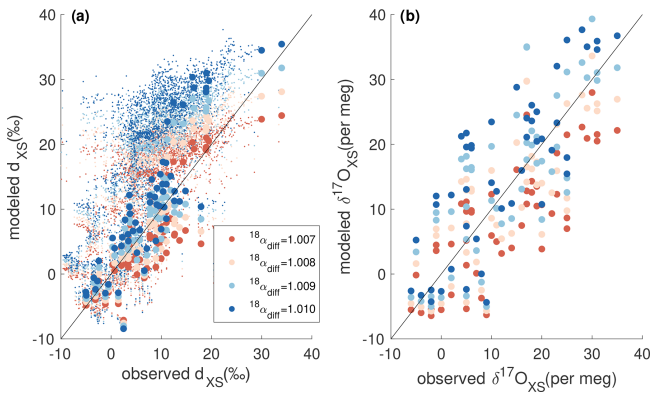 (a)
40
30
20
10
0
-10
-10 0 10 20 30 40
modeled d_XS(‰)
observed d_XS(‰)
18α_diff=1.007
18α_diff=1.008
18α_diff=1.009
18α_diff=1.010
(b)
40
30
20
10
0
-10
-10 0 10 20 30 40
modeled δ¹⁷O_XS(per meg)
observed δ¹⁷O_XS(per meg)